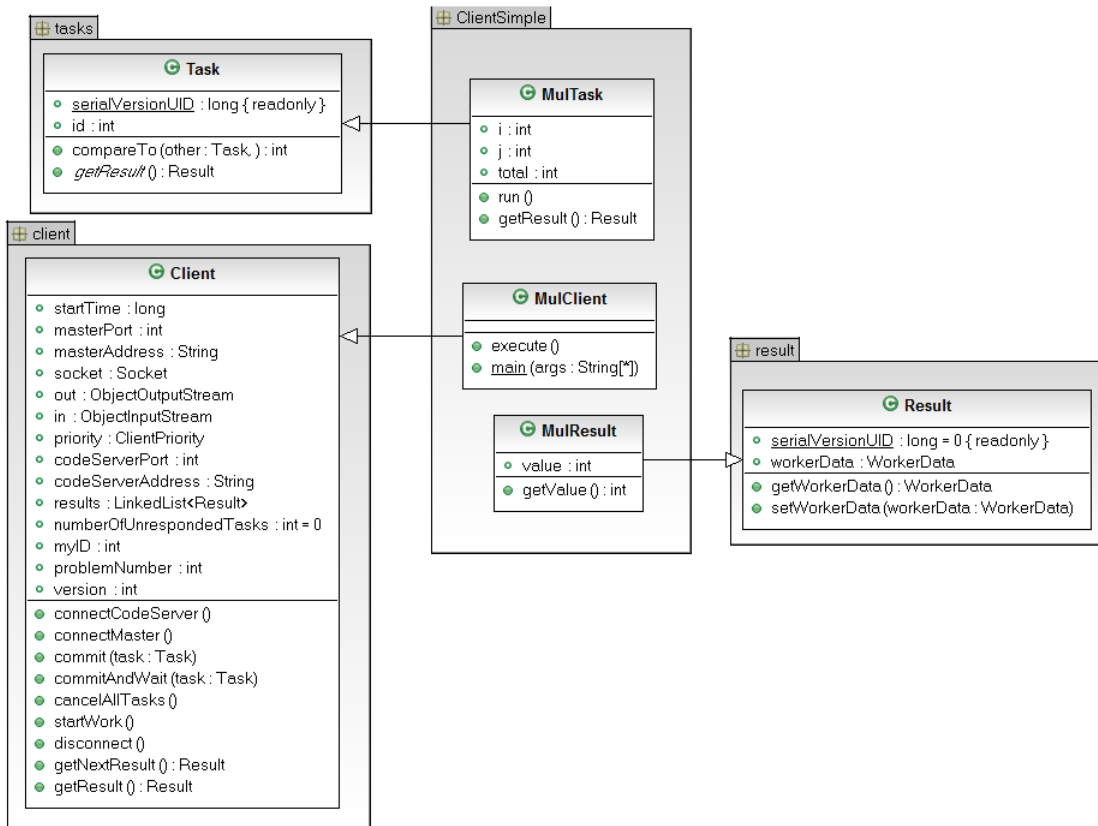 tasks
Task
serialVersionUID : long { readonly }
id : int
compareTo (other : Task, ) : int
getResult () : Result
client
Client
startTime : long
masterPort : int
masterAddress : String
socket : Socket
out : ObjectOutputStream
in : ObjectInputStream
priority : ClientPriority
codeServerPort : int
codeServerAddress : String
results : LinkedList<Result>
numberOfUnrespondedTasks : int = 0
myID : int
problemNumber : int
version : int
connectCodeServer ()
connectMaster ()
commit (task : Task)
commitAndWait (task : Task)
cancelAllTasks ()
startWork ()
disconnect ()
getNextResult () : Result
getResult () : Result
ClientSimple
MulTask
i : int
j : int
total : int
run ()
getResult () : Result
MulClient
execute ()
main (args : String[*])
MulResult
value : int
getValue () : int
result
Result
serialVersionUID : long = 0 { readonly }
workerData : WorkerData
getWorkerData () : WorkerData
setWorkerData (workerData : WorkerData)